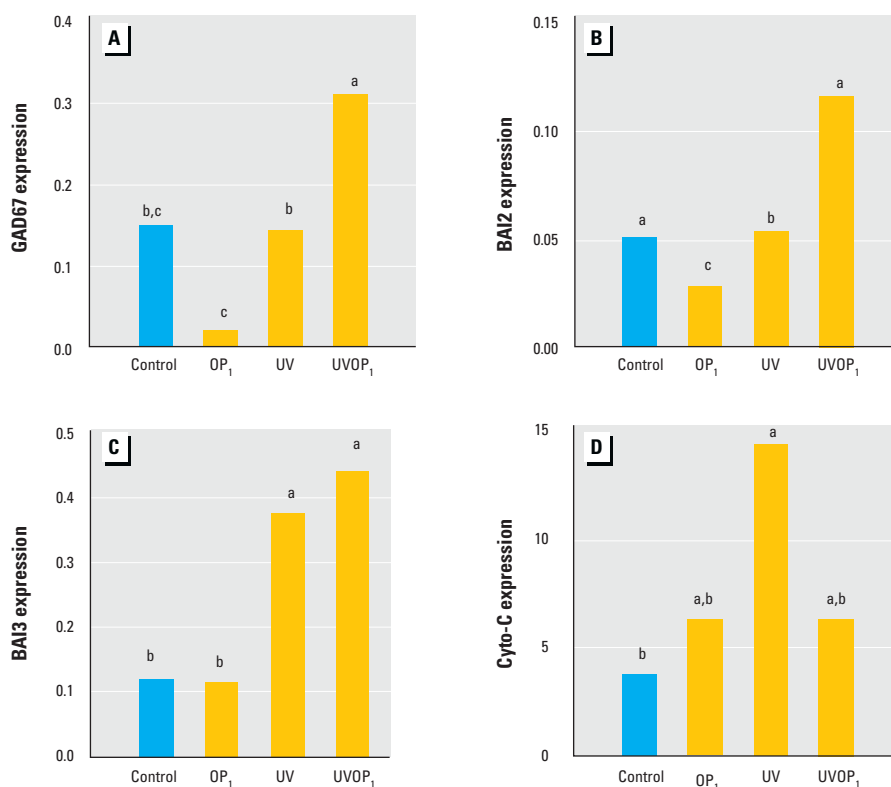 A
GAD67 expression
0.4
0.3
0.2
0.1
0.0
b,c
c
b
a
Control OP1 UV UVOP1
B
BAI2 expression
0.15
0.10
0.05
0.00
a
c
b
a
Control OP1 UV UVOP1
C
BAI3 expression
0.5
0.4
0.3
0.2
0.1
0.0
b
b
a
a
Control OP1 UV UVOP1
D
Cyto-C expression
15
10
5
0
b
a,b
a
a,b
Control OP1 UV UVOP1